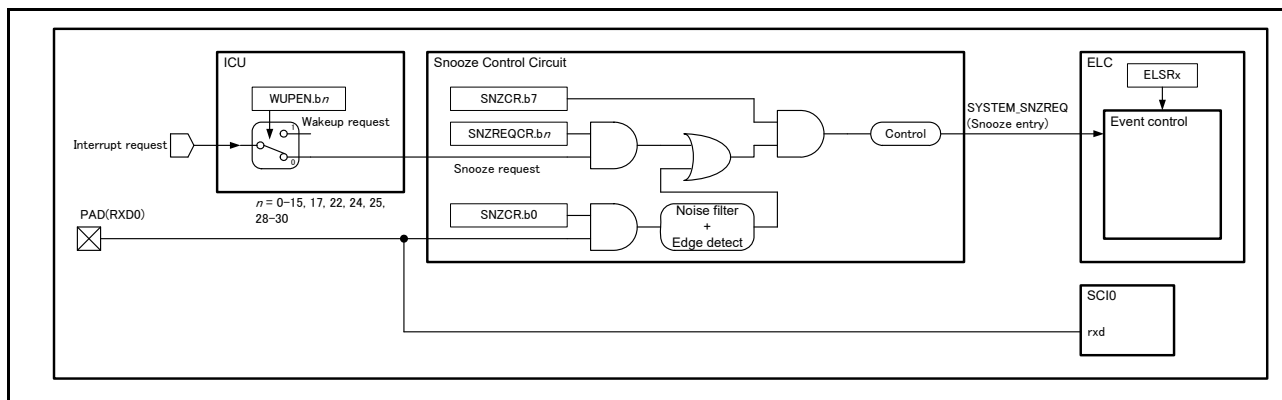 ICU
WUPEN.bn
1
Wakeup request
0
Interrupt request
n = 0-15, 17, 22, 24, 25,
28-30
PAD(RXD0)
Snooze Control Circuit
SNZCR.b7
SNZREQCR.bn
Snooze request
SNZCR.b0
Noise filter
+
Edge detect
Control
SYSTEM_SNZREQ
(Snooze entry)
ELC
ELSRx
Event control
SCI0
rxd